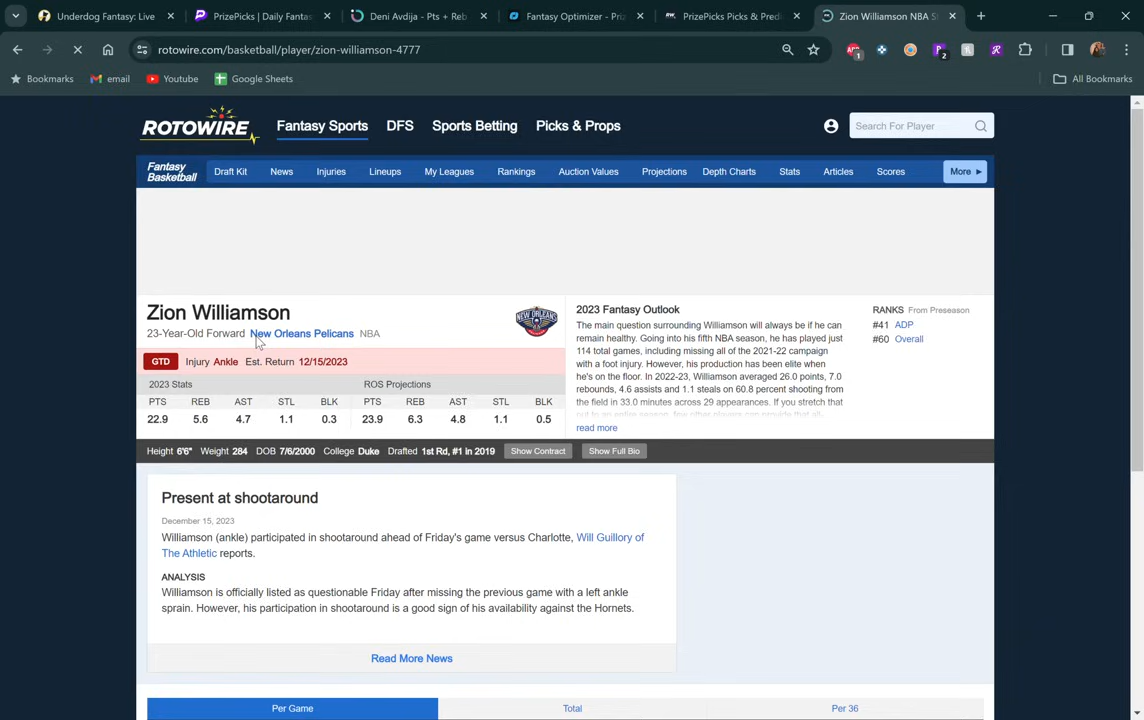 Underdog Fantasy: Live
PrizePicks | Daily Fantas
Deni Avdija - Pts + Reb
Fantasy Optimizer - Priz
PrizePicks Picks & Predi
Zion Williamson NBA S
rotowire.com/basketball/player/zion-williamson-4777
Bookmarks email Youtube Google Sheets All Bookmarks
ROTOWIRE Fantasy Sports DFS Sports Betting Picks & Props Search For Player
Fantasy
Basketball
Draft Kit News Injuries Lineups My Leagues Rankings Auction Values Projections Depth Charts Stats Articles Scores More
Zion Williamson
23-Year-Old Forward New Orleans Pelicans NBA
NEW ORLEANS
GTD Injury Ankle Est. Return 12/15/2023
2023 Stats ROS Projections
PTS REB AST STL BLK PTS REB AST STL BLK
22.9 5.6 4.7 1.1 0.3 23.9 6.3 4.8 1.1 0.5
2023 Fantasy Outlook
The main question surrounding Williamson will always be if he can
remain healthy. Going into his fifth NBA season, he has played just
114 total games, including missing all of the 2021-22 campaign
with a foot injury. However, his production has been elite when
he's on the floor. In 2022-23, Williamson averaged 26.0 points, 7.0
rebounds, 4.6 assists and 1.1 steals on 60.8 percent shooting from
the field in 33.0 minutes across 29 appearances. If you stretch that
out to an entire season, few other players can provide that all-
read more
RANKS From Preseason
#41 ADP
#60 Overall
Height 6'6" Weight 284 DOB 7/6/2000 College Duke Drafted 1st Rd, #1 in 2019 Show Contract Show Full Bio
Present at shootaround
December 15, 2023
Williamson (ankle) participated in shootaround ahead of Friday's game versus Charlotte, Will Guillory of
The Athletic reports.
ANALYSIS
Williamson is officially listed as questionable Friday after missing the previous game with a left ankle
sprain. However, his participation in shootaround is a good sign of his availability against the Hornets.
Read More News
Per Game Total Per 36